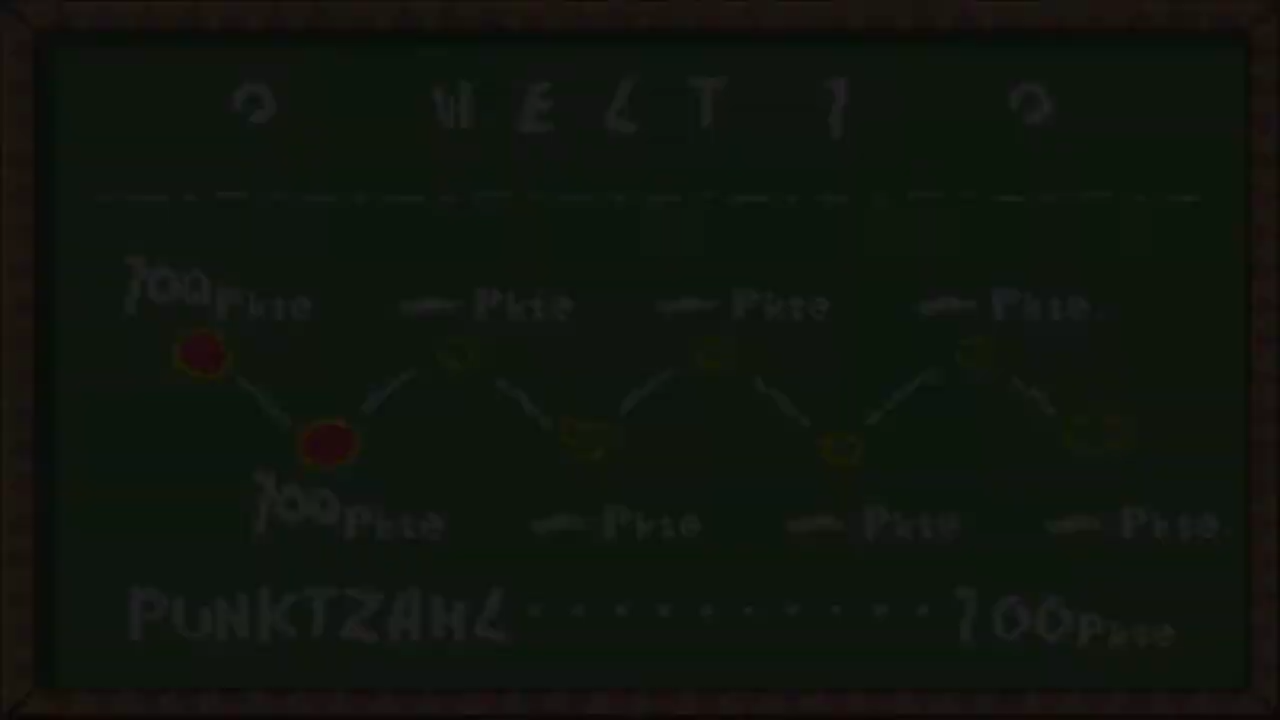 WELT 1
100Pkte — Pkte — Pkte — Pkte
100Pkte — Pkte — Pkte — Pkte
PUNKTZAHL .......... 100Pkte